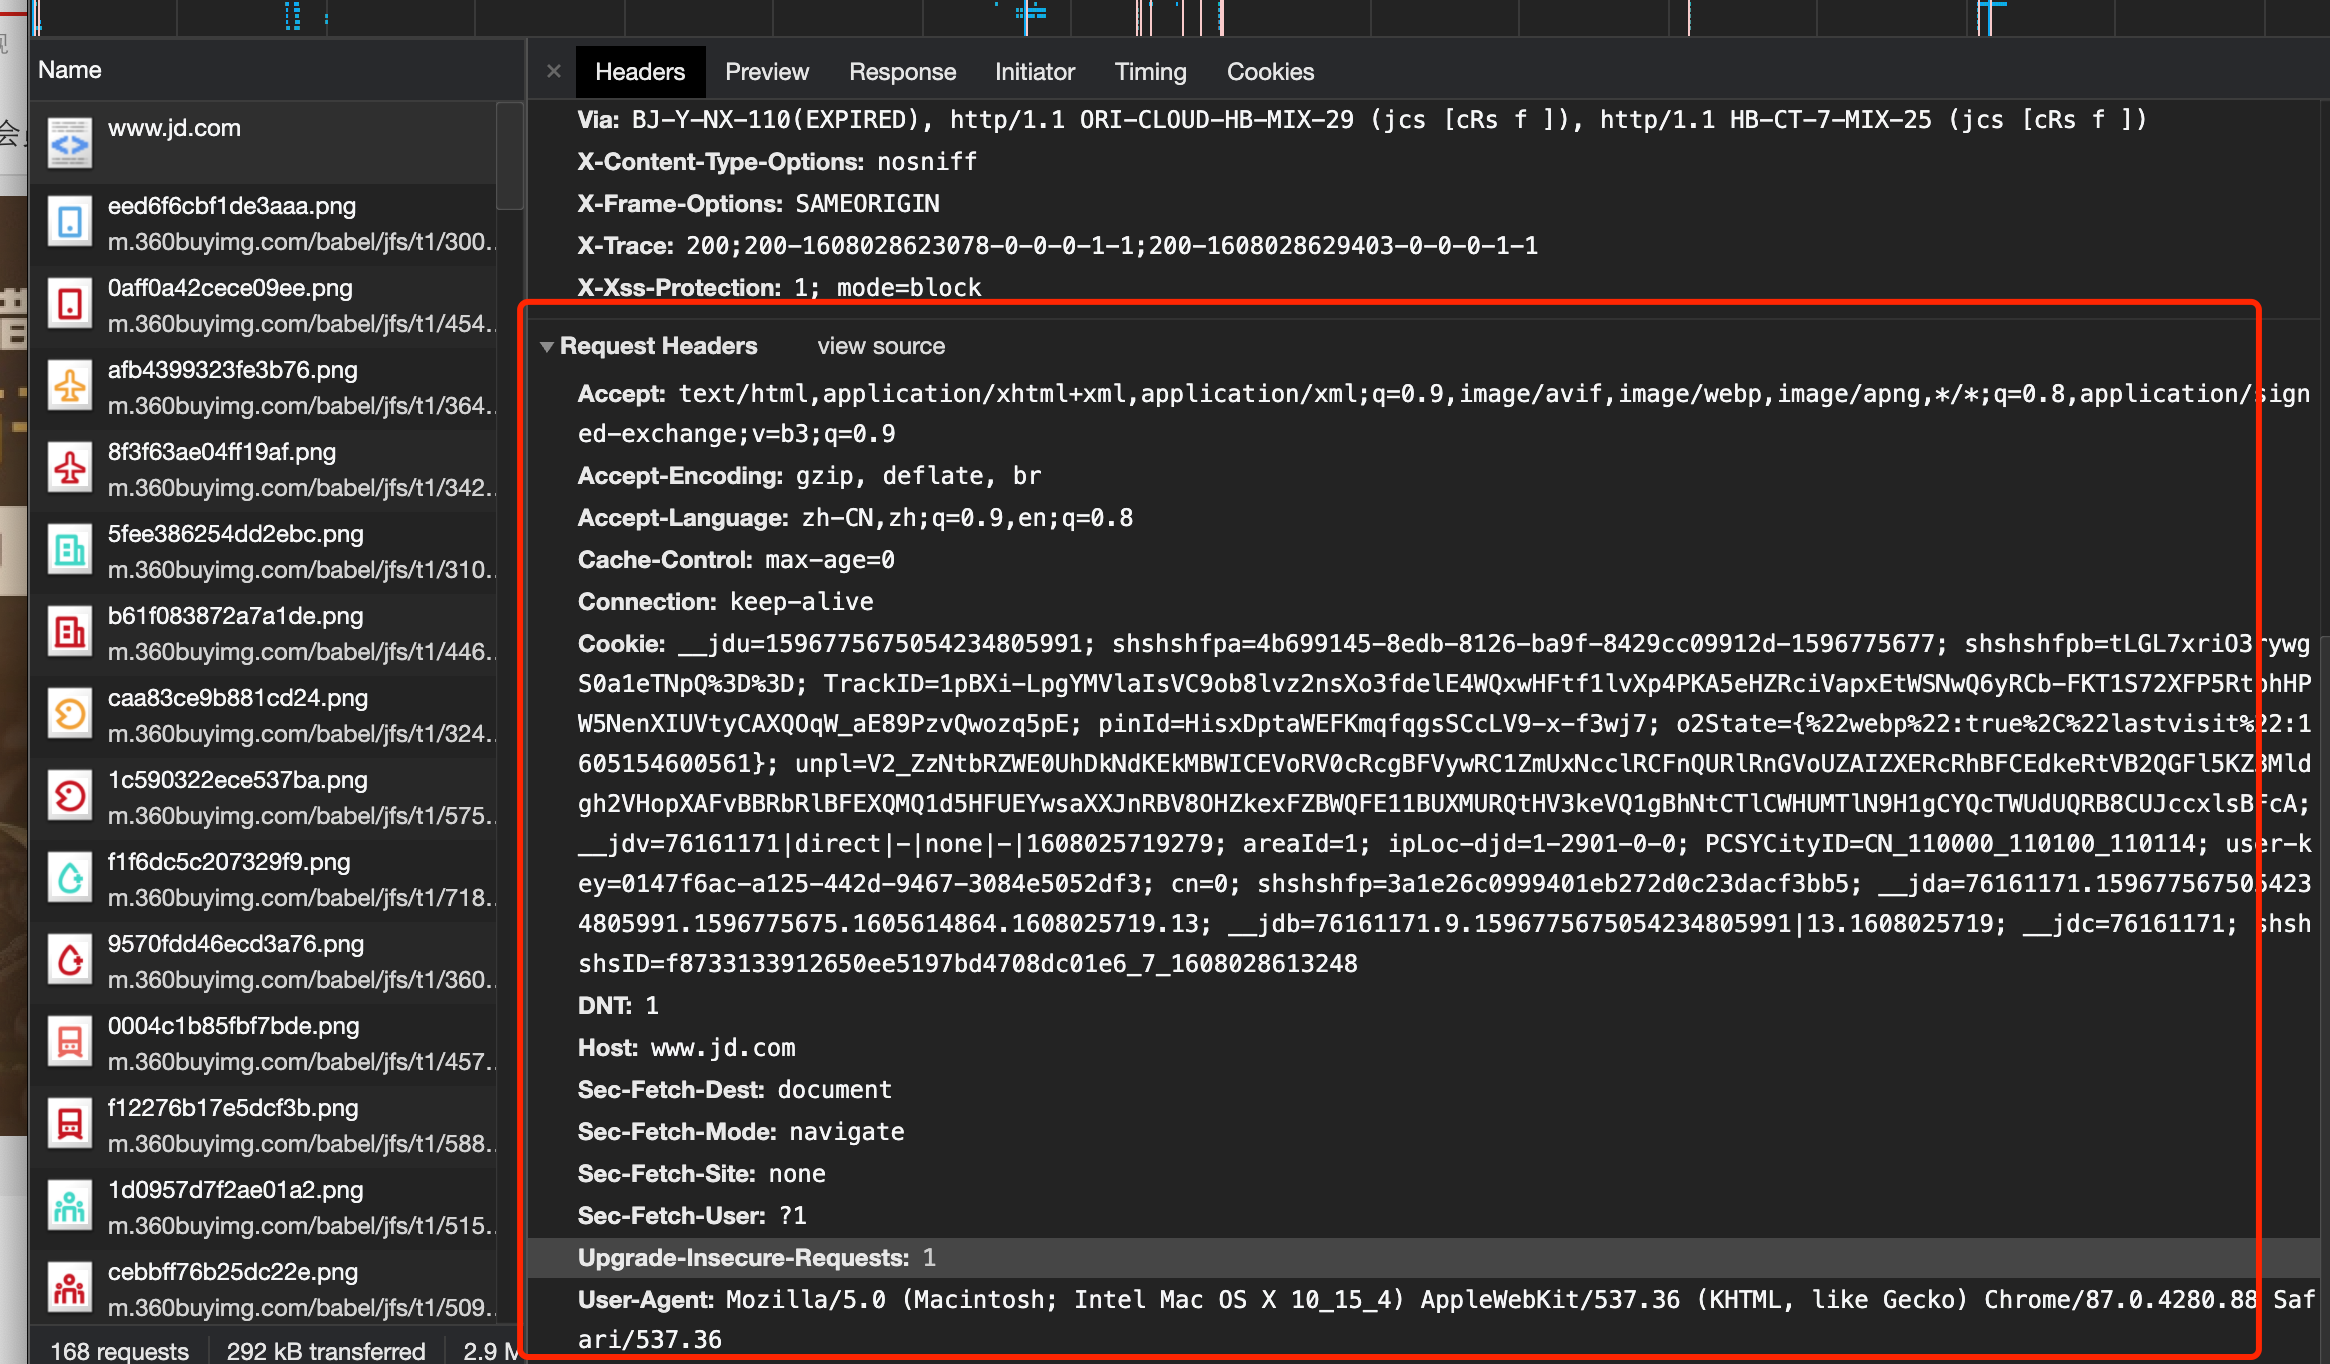 Name
Headers Preview Response Initiator Timing Cookies
www.jd.com
eed6f6cbf1de3aaa.png
m.360buyimg.com/babel/jfs/t1/300..
0aff0a42cece09ee.png
m.360buyimg.com/babel/jfs/t1/454..
afb4399323fe3b76.png
m.360buyimg.com/babel/jfs/t1/364..
8f3f63ae04ff19af.png
m.360buyimg.com/babel/jfs/t1/342..
5fee386254dd2ebc.png
m.360buyimg.com/babel/jfs/t1/310..
b61f083872a7a1de.png
m.360buyimg.com/babel/jfs/t1/446..
caa83ce9b881cd24.png
m.360buyimg.com/babel/jfs/t1/324..
1c590322ece537ba.png
m.360buyimg.com/babel/jfs/t1/575..
f1f6dc5c207329f9.png
m.360buyimg.com/babel/jfs/t1/718..
9570fdd46ecd3a76.png
m.360buyimg.com/babel/jfs/t1/360..
0004c1b85fbf7bde.png
m.360buyimg.com/babel/jfs/t1/457..
f12276b17e5dcf3b.png
m.360buyimg.com/babel/jfs/t1/588..
1d0957d7f2ae01a2.png
m.360buyimg.com/babel/jfs/t1/515..
cebbff76b25dc22e.png
m.360buyimg.com/babel/jfs/t1/509..
168 requests 292 kB transferred 2.9 M
Via: BJ-Y-NX-110(EXPIRED), http/1.1 ORI-CLOUD-HB-MIX-29 (jcs [cRs f ]), http/1.1 HB-CT-7-MIX-25 (jcs [cRs f ])
X-Content-Type-Options: nosniff
X-Frame-Options: SAMEORIGIN
X-Trace: 200;200-1608028623078-0-0-0-1-1;200-1608028629403-0-0-0-1-1
X-Xss-Protection: 1; mode=block
Request Headers view source
Accept: text/html,application/xhtml+xml,application/xml;q=0.9,image/avif,image/webp,image/apng,*/*;q=0.8,application/sign
ed-exchange;v=b3;q=0.9
Accept-Encoding: gzip, deflate, br
Accept-Language: zh-CN,zh;q=0.9,en;q=0.8
Cache-Control: max-age=0
Connection: keep-alive
Cookie: __jdu=1596775675054234805991; shshshfpa=4b699145-8edb-8126-ba9f-8429cc09912d-1596775677; shshshfpb=tLGL7xriO3rywg
S0a1eTNpQ%3D%3D; TrackID=1pBXi-LpgYMVlaIsVC9ob8lvz2nsXo3fdelE4WQxwHFtf1lvXp4PKA5eHZRciVapxEtWSNwQ6yRCb-FKT1S72XFP5RtbhHP
W5NenXIUVtyCAXQOqW_aE89PzvQwozq5pE; pinId=HisxDptaWEFKmqfqgsSCcLV9-x-f3wj7; o2State={%22webp%22:true%2C%22lastvisit%22:1
605154600561}; unpl=V2_ZzNtbRZWE0UhDkNdKEkMBWICEVoRV0cRcgBFVywRC1ZmUxNcclRCFnQURlRnGVoUZAIZXERcRhBFCEdkeRtVB2QGFl5KZ3Mld
gh2VHopXAFvBBRbRlBFEXQMQ1d5HFUEYwsaXXJnRBV8OHZkexFZBWQFE11BUXMURQtHV3keVQ1gBhNtCTlCWHUMTlN9H1gCYQcTWUdUQRB8CUJccxlsBFcA;
__jdv=76161171|direct|-|none|-|1608025719279; areaId=1; ipLoc-djd=1-2901-0-0; PCSYCityID=CN_110000_110100_110114; user-k
ey=0147f6ac-a125-442d-9467-3084e5052df3; cn=0; shshshfp=3a1e26c0999401eb272d0c23dacf3bb5; __jda=76161171.159677567505423
4805991.1596775675.1605614864.1608025719.13; __jdb=76161171.9.1596775675054234805991|13.1608025719; __jdc=76161171; shsh
shsID=f8733133912650ee5197bd4708dc01e6_7_1608028613248
DNT: 1
Host: www.jd.com
Sec-Fetch-Dest: document
Sec-Fetch-Mode: navigate
Sec-Fetch-Site: none
Sec-Fetch-User: ?1
Upgrade-Insecure-Requests: 1
User-Agent: Mozilla/5.0 (Macintosh; Intel Mac OS X 10_15_4) AppleWebKit/537.36 (KHTML, like Gecko) Chrome/87.0.4280.88 Saf
ari/537.36